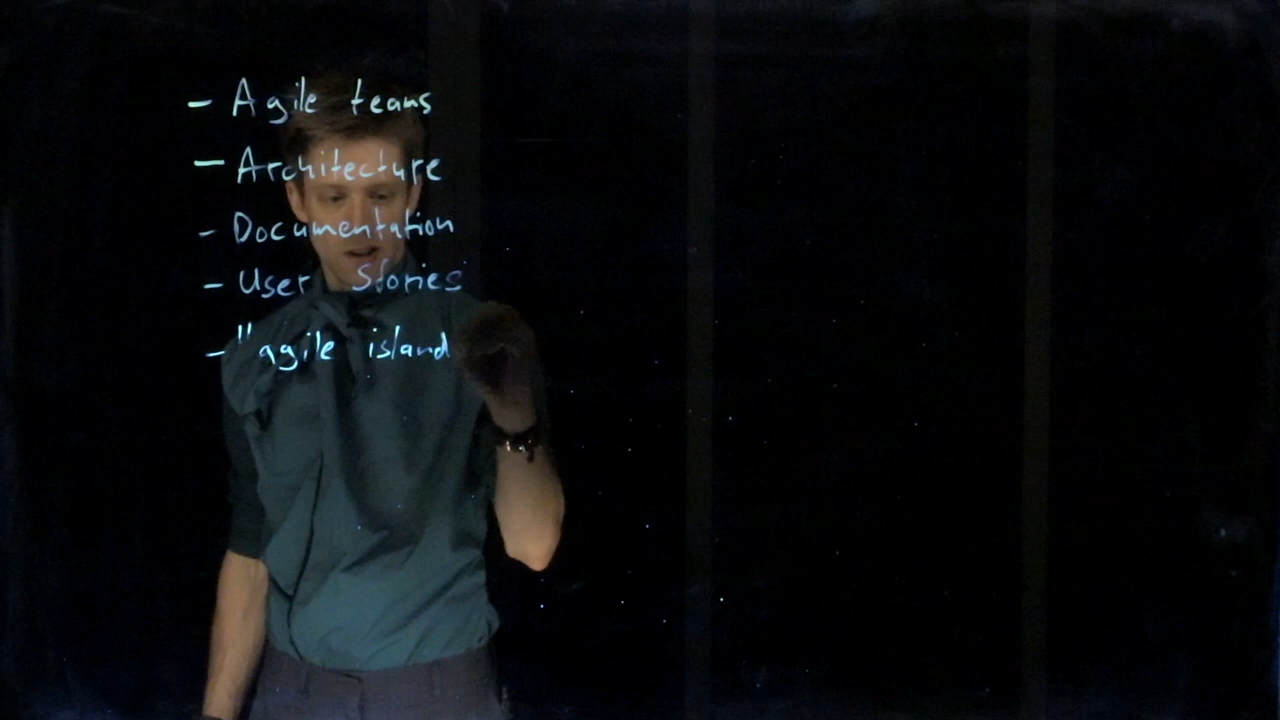 - Agile teams
- Architecture
- Documentation
- User Stories
- "agile island